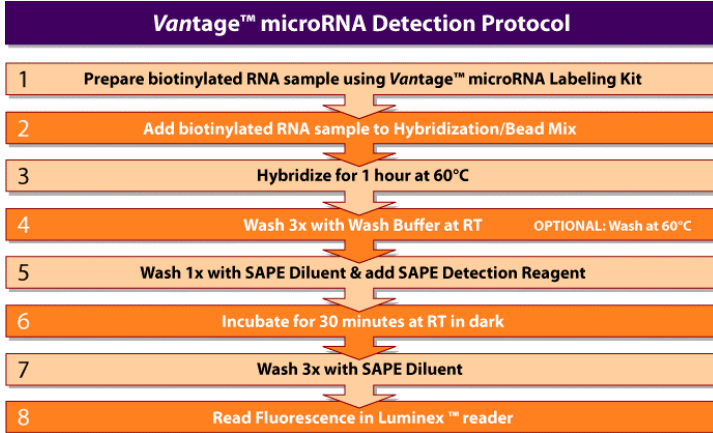 Vantage™ microRNA Detection Protocol
1 Prepare biotinylated RNA sample using Vantage™ microRNA Labeling Kit
2 Add biotinylated RNA sample to Hybridization/Bead Mix
3 Hybridize for 1 hour at 60°C
4 Wash 3x with Wash Buffer at RT OPTIONAL: Wash at 60°C
5 Wash 1x with SAPE Diluent & add SAPE Detection Reagent
6 Incubate for 30 minutes at RT in dark
7 Wash 3x with SAPE Diluent
8 Read Fluorescence in Luminex ™ reader